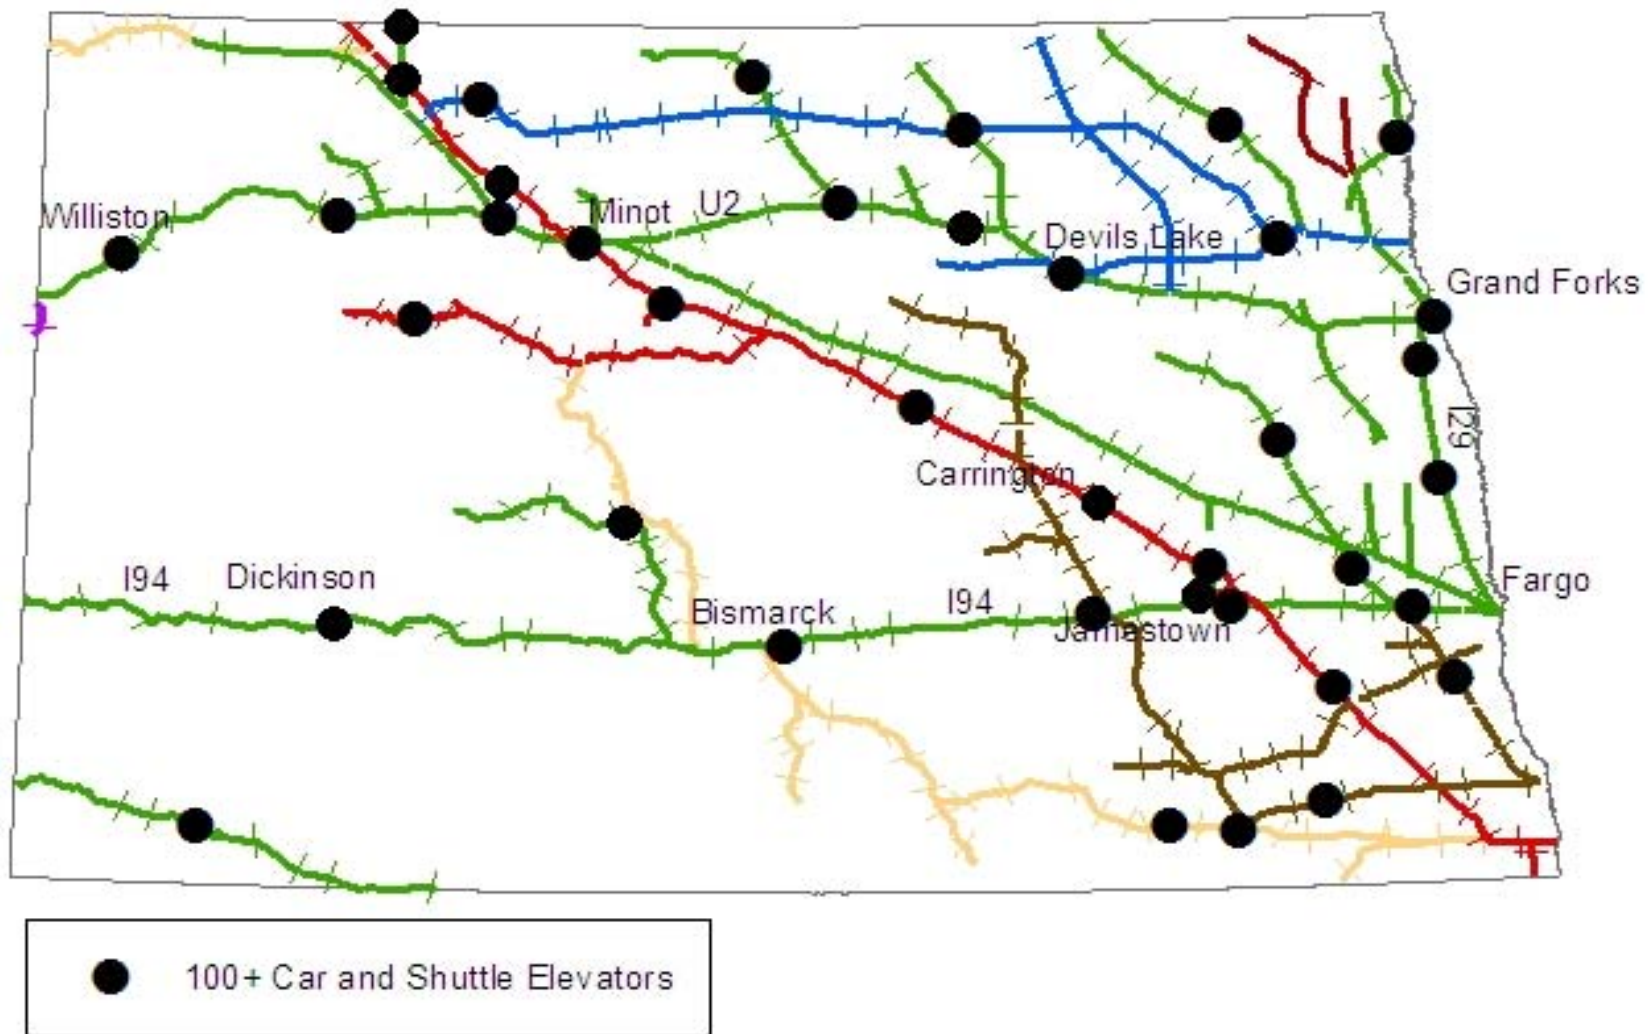 Williston
Minot
U2
Devils Lake
Grand Forks
I29
Carrington
I94
Dickinson
Bismarck
I94
Jamestown
Fargo
100+ Car and Shuttle Elevators